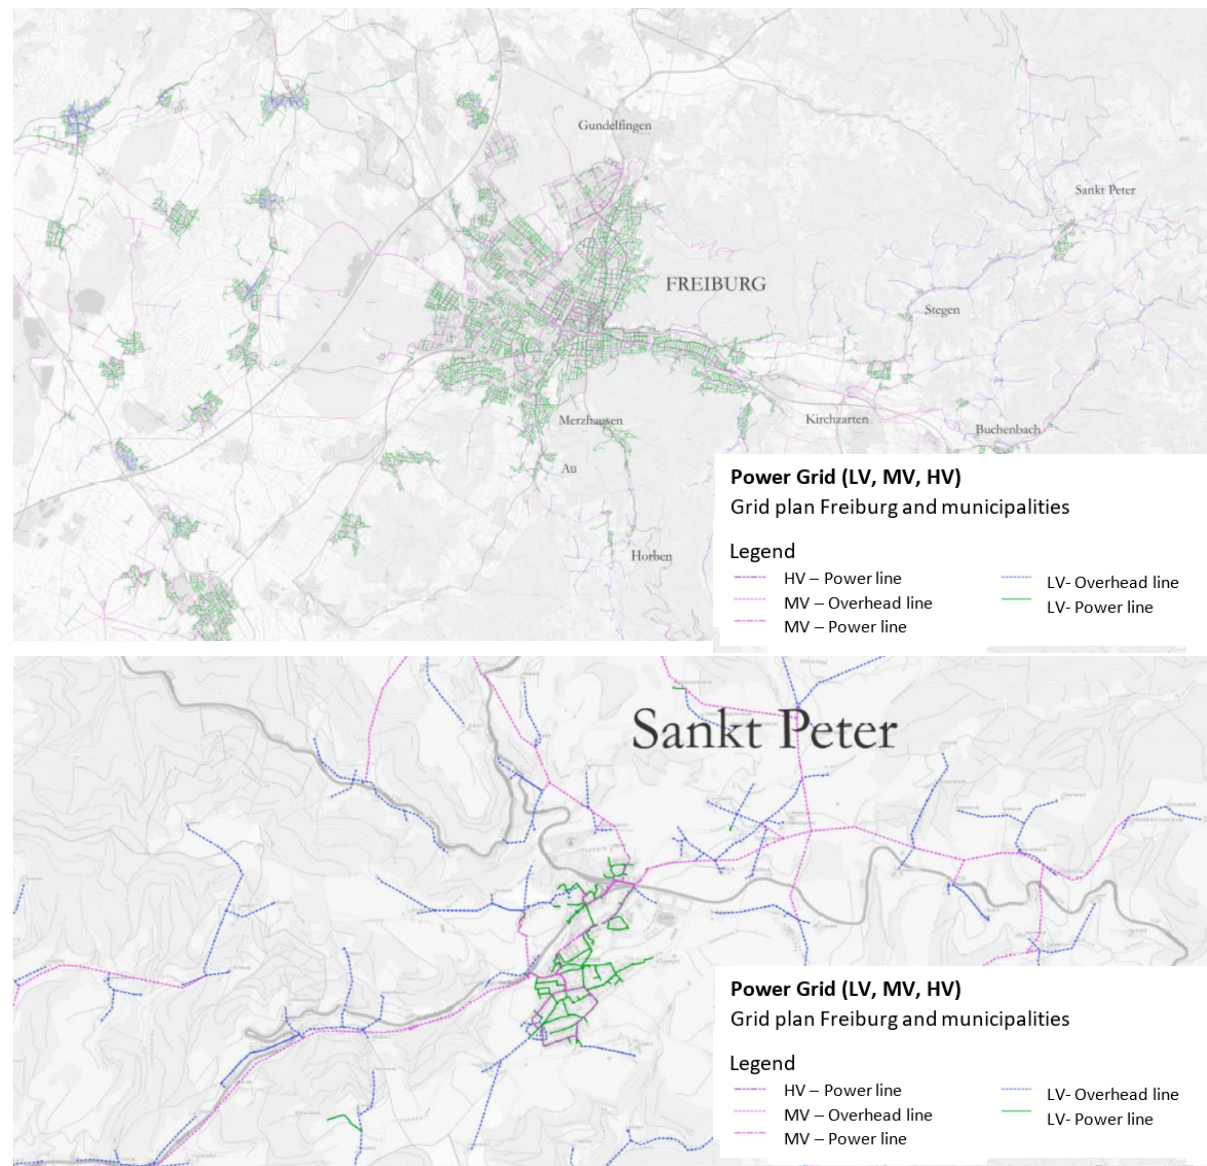 Gundelfingen
Sankt Peter
FREIBURG
Stegen
Merzhausen
Kirchzarten
Buchenbach
Au
Horben
Power Grid (LV, MV, HV)
Grid plan Freiburg and municipalities
Legend
HV – Power line
MV – Overhead line
MV – Power line
LV- Overhead line
LV- Power line
Sankt Peter
Power Grid (LV, MV, HV)
Grid plan Freiburg and municipalities
Legend
HV – Power line
MV – Overhead line
MV – Power line
LV- Overhead line
LV- Power line